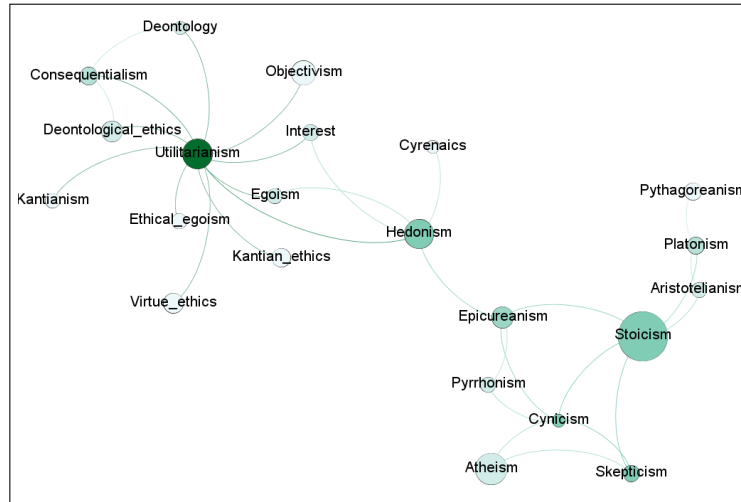 Deontology
Consequentialism
Objectivism
Deontological_ethics
Interest
Utilitarianism
Cyrenaics
Kantianism
Egoism
Pythagoreanism
Ethical_egoism
Hedonism
Platonism
Kantian_ethics
Aristotelianism
Virtue_ethics
Epicureanism
Stoicism
Pyrrhonism
Cynicism
Atheism
Skepticism